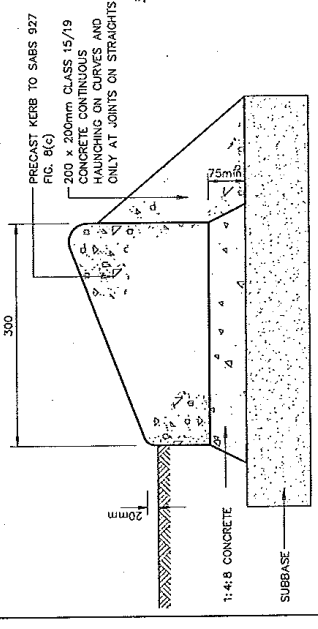 300
PRECAST KERB TO SABS 927
FIG. 8(c)
200 x 200mm CLASS 15/19
CONCRETE CONTINUOUS
HAUNCHING ON CURVES AND
ONLY AT JOINTS ON STRAIGHTS
20mm
75min
1:4:8 CONCRETE
SUBBASE